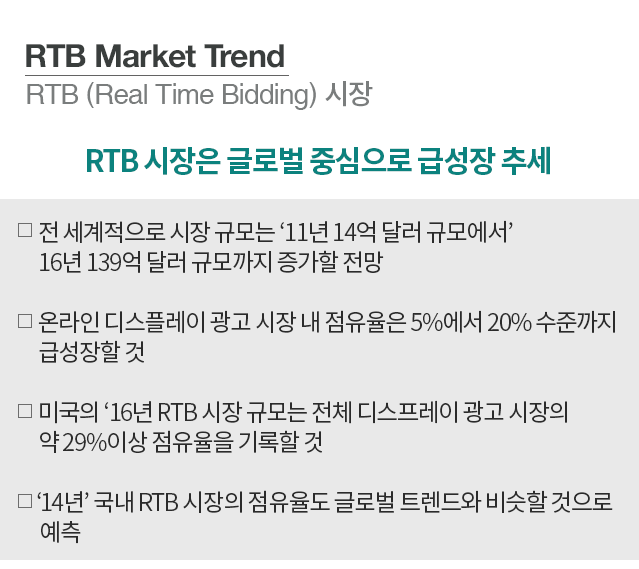 RTB Market Trend
RTB (Real Time Bidding) 시장
RTB 시장은 글로벌 중심으로 급성장 추세
□ 전 세계적으로 시장 규모는 ‘11년 14억 달러 규모에서’
16년 139억 달러 규모까지 증가할 전망
□ 온라인 디스플레이 광고 시장 내 점유율은 5%에서 20% 수준까지
급성장할 것
□ 미국의 ‘16년 RTB 시장 규모는 전체 디스프레이 광고 시장의
약 29%이상 점유율을 기록할 것
□ ‘14년’ 국내 RTB 시장의 점유율도 글로벌 트렌드와 비슷할 것으로
예측